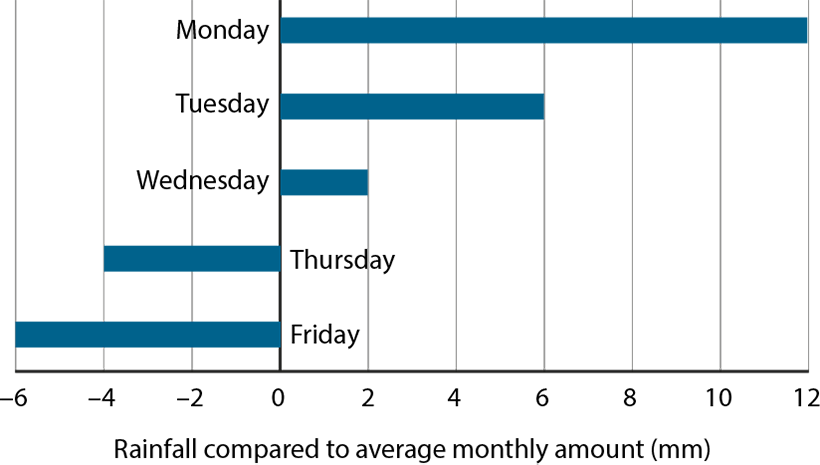 Monday
Tuesday
Wednesday
Thursday
Friday
–6 –4 –2 0 2 4 6 8 10 12
Rainfall compared to average monthly amount (mm)